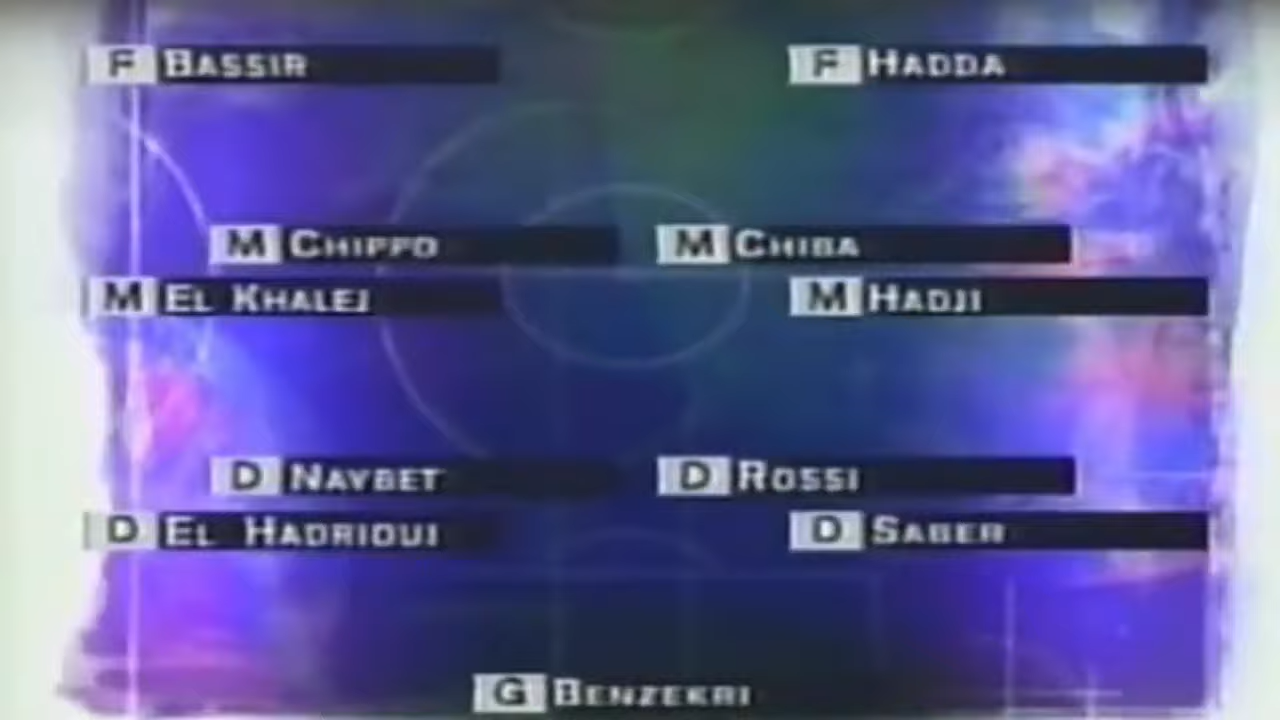 F BASSIR F HADDA
M CHIPPO M CHIBA
M EL KHALEJ M HADJI
D NAYBET D ROSSI
D EL HADRIOUI D SABER
G BENZEKRI